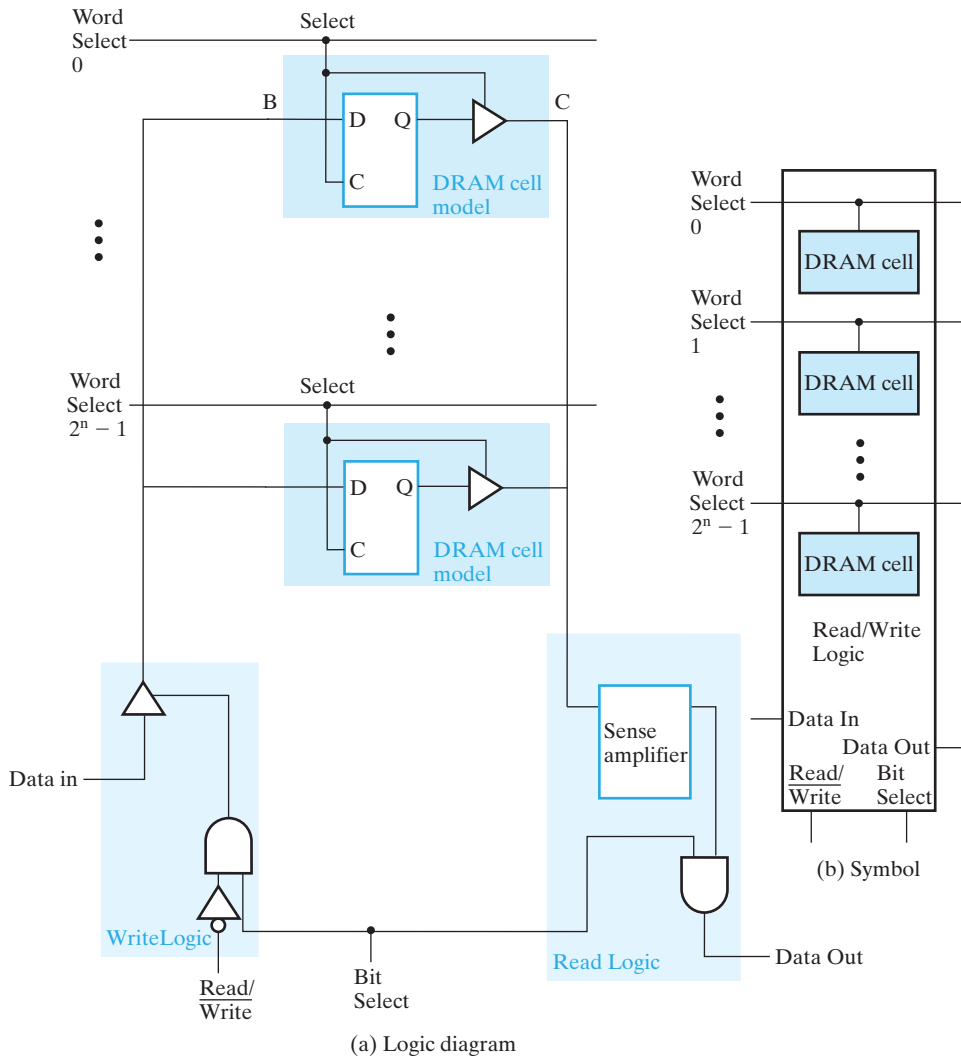 Word
Select
0
Select
B
C
D
Q
C
DRAM cell
model
Word
Select
2ⁿ − 1
Select
D
Q
C
DRAM cell
model
Data in
WriteLogic
Read/
Write
Bit
Select
Sense
amplifier
Read Logic
Data Out
(a) Logic diagram
Word
Select
0
DRAM cell
Word
Select
1
DRAM cell
Word
Select
2ⁿ − 1
DRAM cell
Read/Write
Logic
Data In
Data Out
Read/
Write
Bit
Select
(b) Symbol